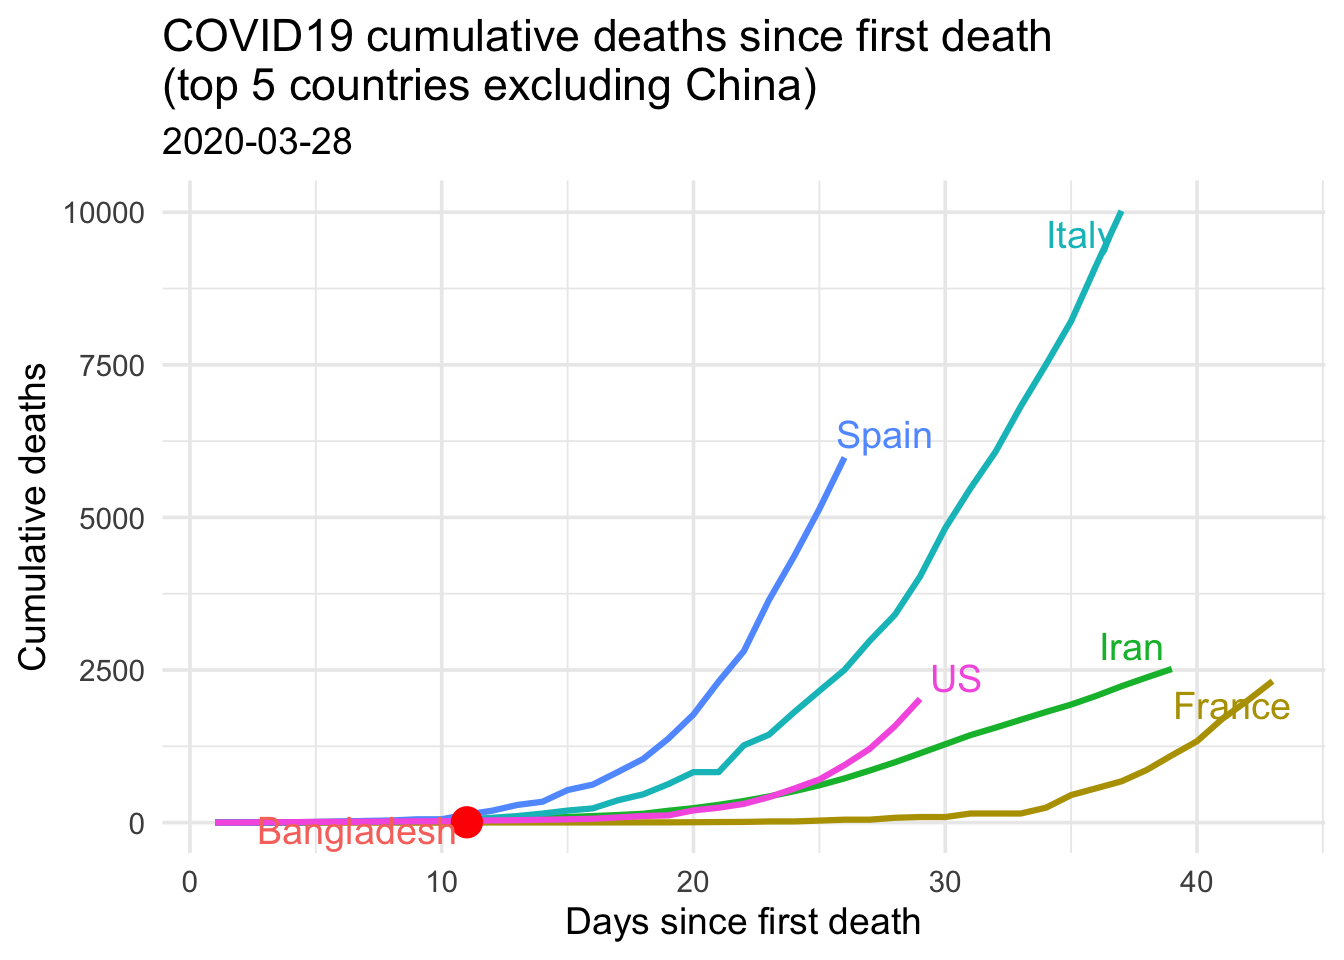 COVID19 cumulative deaths since first death
(top 5 countries excluding China)
2020-03-28
Cumulative deaths
10000
7500
5000
2500
0
Italy
Spain
Iran
US
France
Bangladesh
0 10 20 30 40
Days since first death